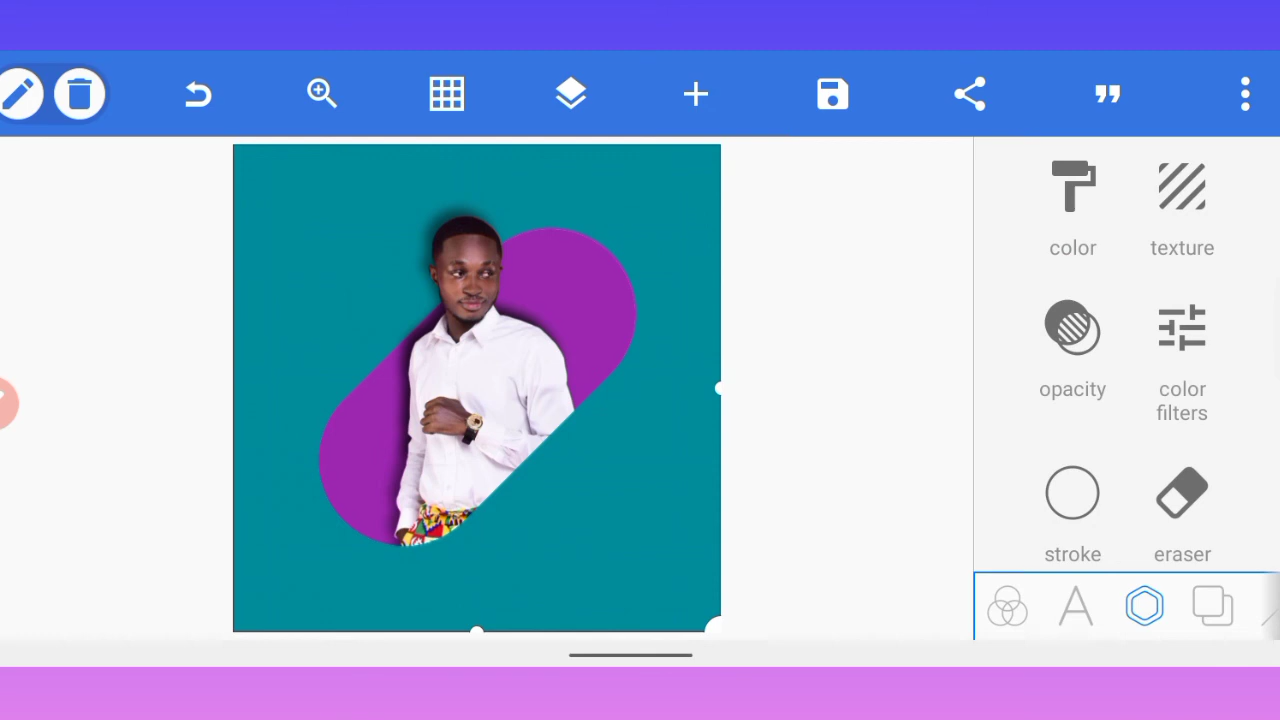 color
texture
opacity
color
filters
stroke
eraser